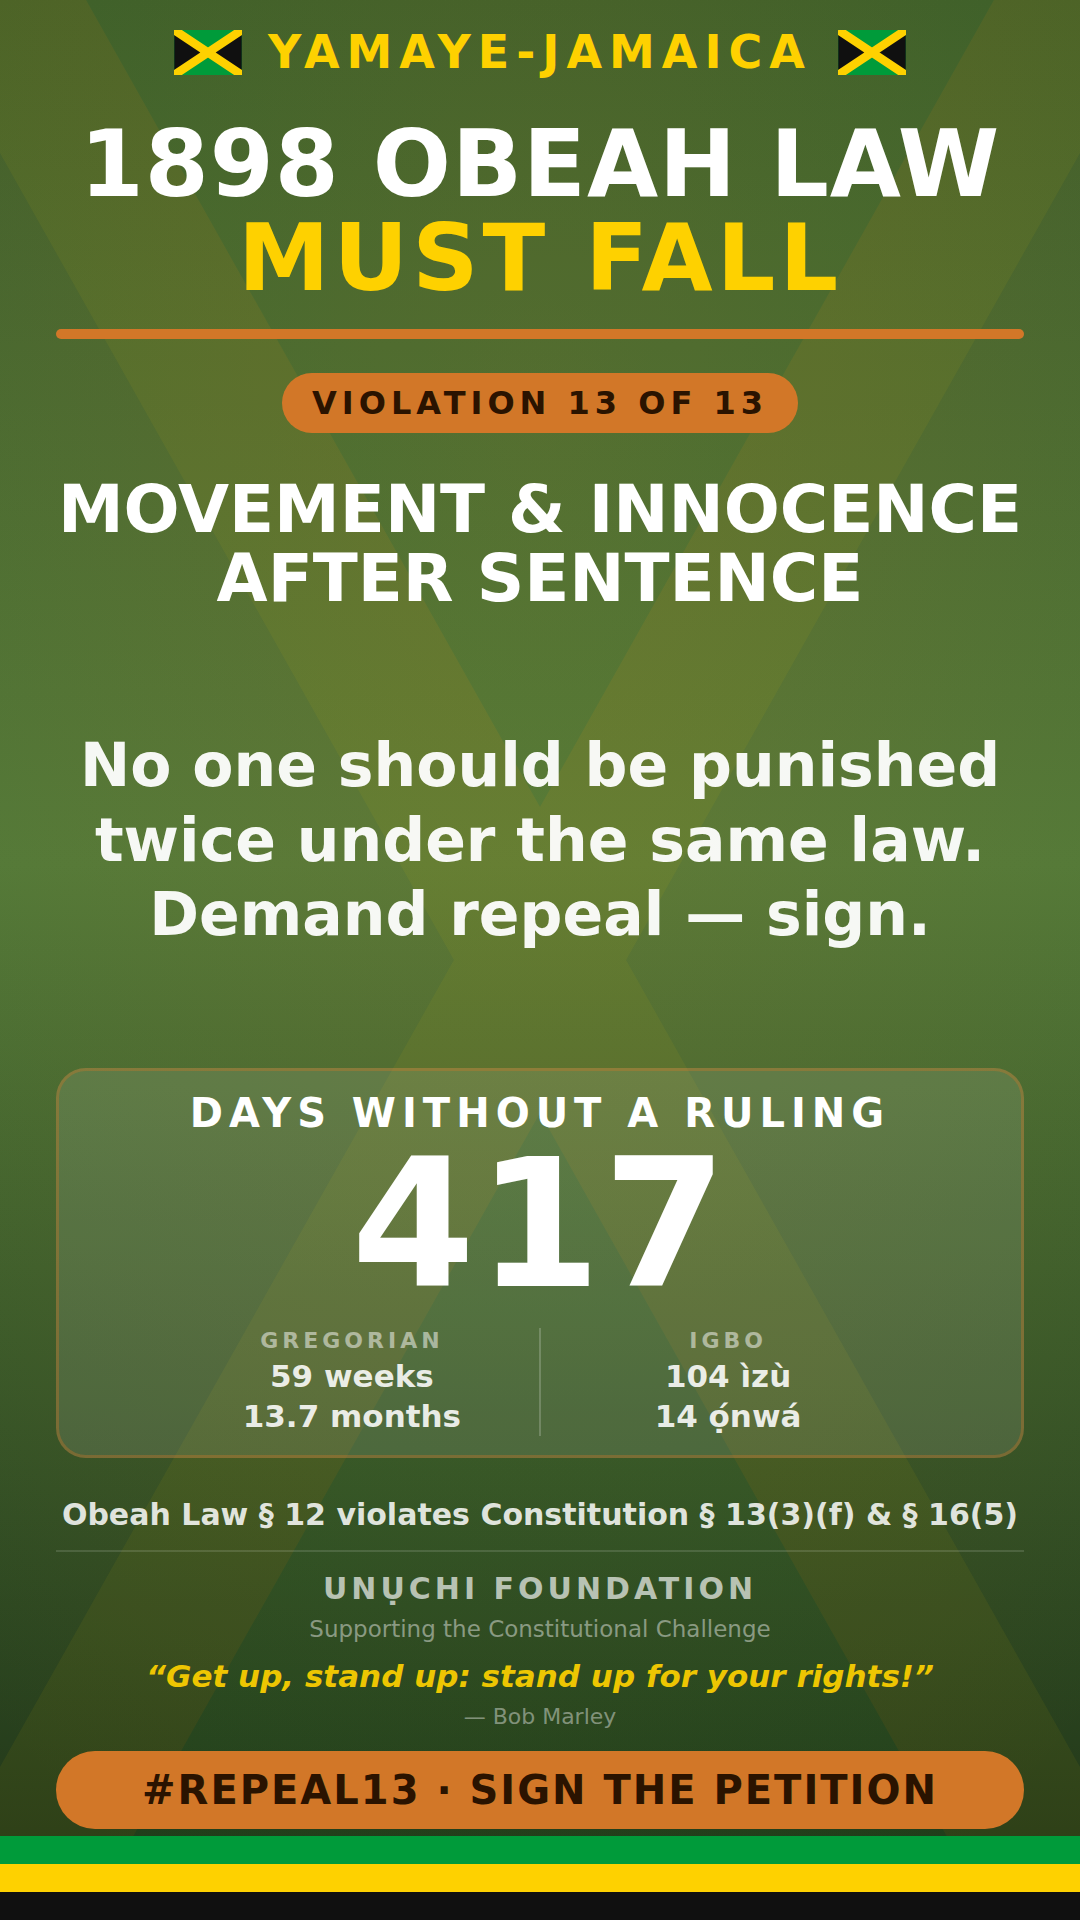 YAMAYE-JAMAICA
1898 OBEAH LAW
MUST FALL
VIOLATION 13 OF 13
MOVEMENT & INNOCENCE
AFTER SENTENCE
No one should be punished
twice under the same law.
Demand repeal — sign.
DAYS WITHOUT A RULING
417
GREGORIAN
59 weeks
13.7 months
IGBO
104 ìzù
14 ọ́nwá
Obeah Law § 12 violates Constitution § 13(3)(f) & § 16(5)
UNỤCHI FOUNDATION
Supporting the Constitutional Challenge
“Get up, stand up: stand up for your rights!”
— Bob Marley
#REPEAL13 · SIGN THE PETITION